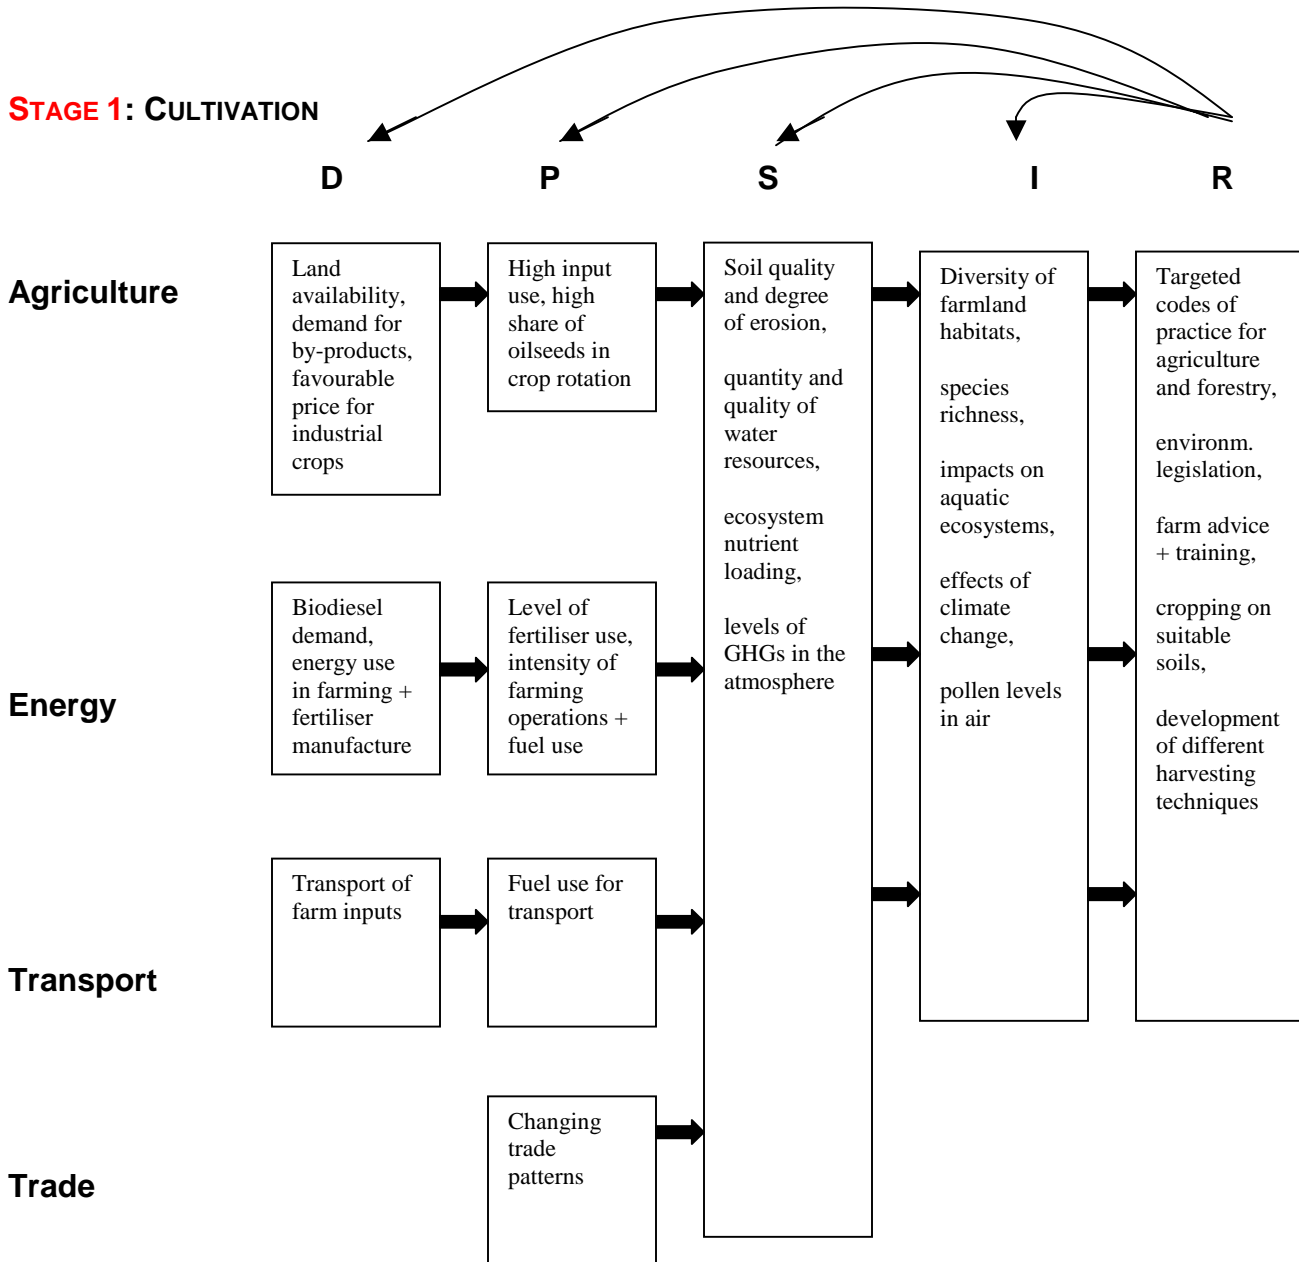 STAGE 1: CULTIVATION
D P S I R
Agriculture
Land
availability,
demand for
by-products,
favourable
price for
industrial
crops
High input
use, high
share of
oilseeds in
crop rotation
Soil quality
and degree
of erosion,
quantity and
quality of
water
resources,
ecosystem
nutrient
loading,
levels of
GHGs in the
atmosphere
Diversity of
farmland
habitats,
species
richness,
impacts on
aquatic
ecosystems,
effects of
climate
change,
pollen levels
in air
Targeted
codes of
practice for
agriculture
and forestry,
environm.
legislation,
farm advice
+ training,
cropping on
suitable
soils,
development
of different
harvesting
techniques
Energy
Biodiesel
demand,
energy use
in farming +
fertiliser
manufacture
Level of
fertiliser use,
intensity of
farming
operations +
fuel use
Transport
Transport of
farm inputs
Fuel use for
transport
Trade
Changing
trade
patterns